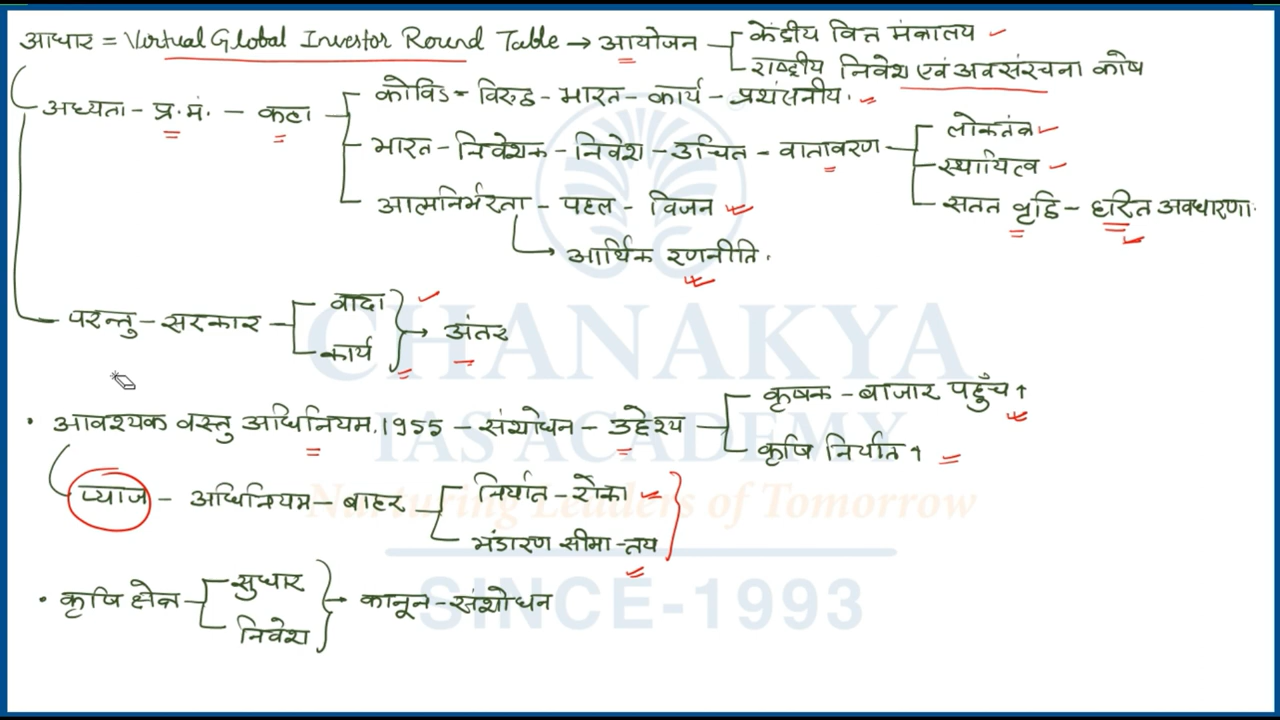 आधार = Virtual Global Investor Round Table → आयोजन
केंद्रीय वित्त मंत्रालय
राष्ट्रीय निवेश एवं अवसंरचना कोष
अध्यता - प्र.मं. - कहा
कोविड - विरुद्ध - भारत - कार्य - प्रशंसनीय.
भारत - निवेशक - निवेश - उचित - वातावरण
लोकतंत्र
स्थायित्व
सतत वृद्धि - हरित अवधारणा.
आत्मनिर्भरता - पहल - विजन
→ आर्थिक रणनीति.
परन्तु - सरकार
वादा
कार्य
→ अंतर
• आवश्यक वस्तु अधिनियम, 1955 - संशोधन - उद्देश्य
कृषक - बाजार पहुँच ↑
कृषि निर्यात ↑
प्याज - अधिनियम - बाहर
निर्यात - रोका
भंडारण सीमा - तय
• कृषि क्षेत्र
सुधार
निवेश
→ कानून - संशोधन
CHANAKYA
IAS ACADEMY
Nurturing Leaders of Tomorrow
SINCE-1993